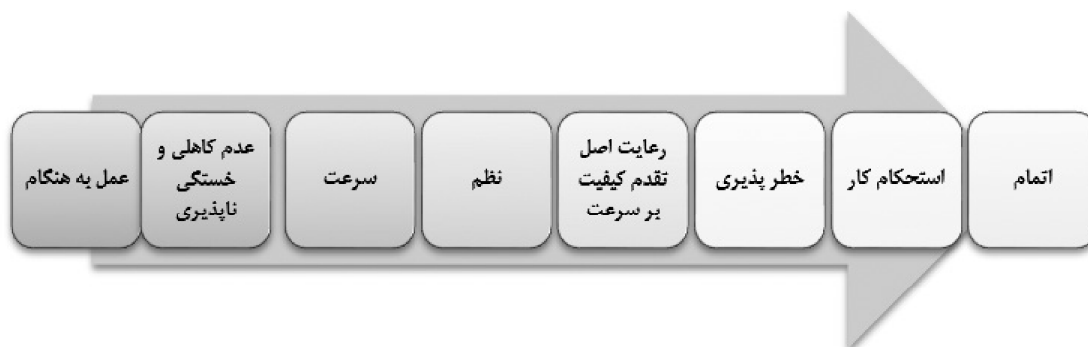 عمل به هنگام
عدم کاهلی و
خستگی
ناپذیری
سرعت
نظم
رعایت اصل
تقدم کیفیت
بر سرعت
خطر پذیری
استحکام کار
اتمام